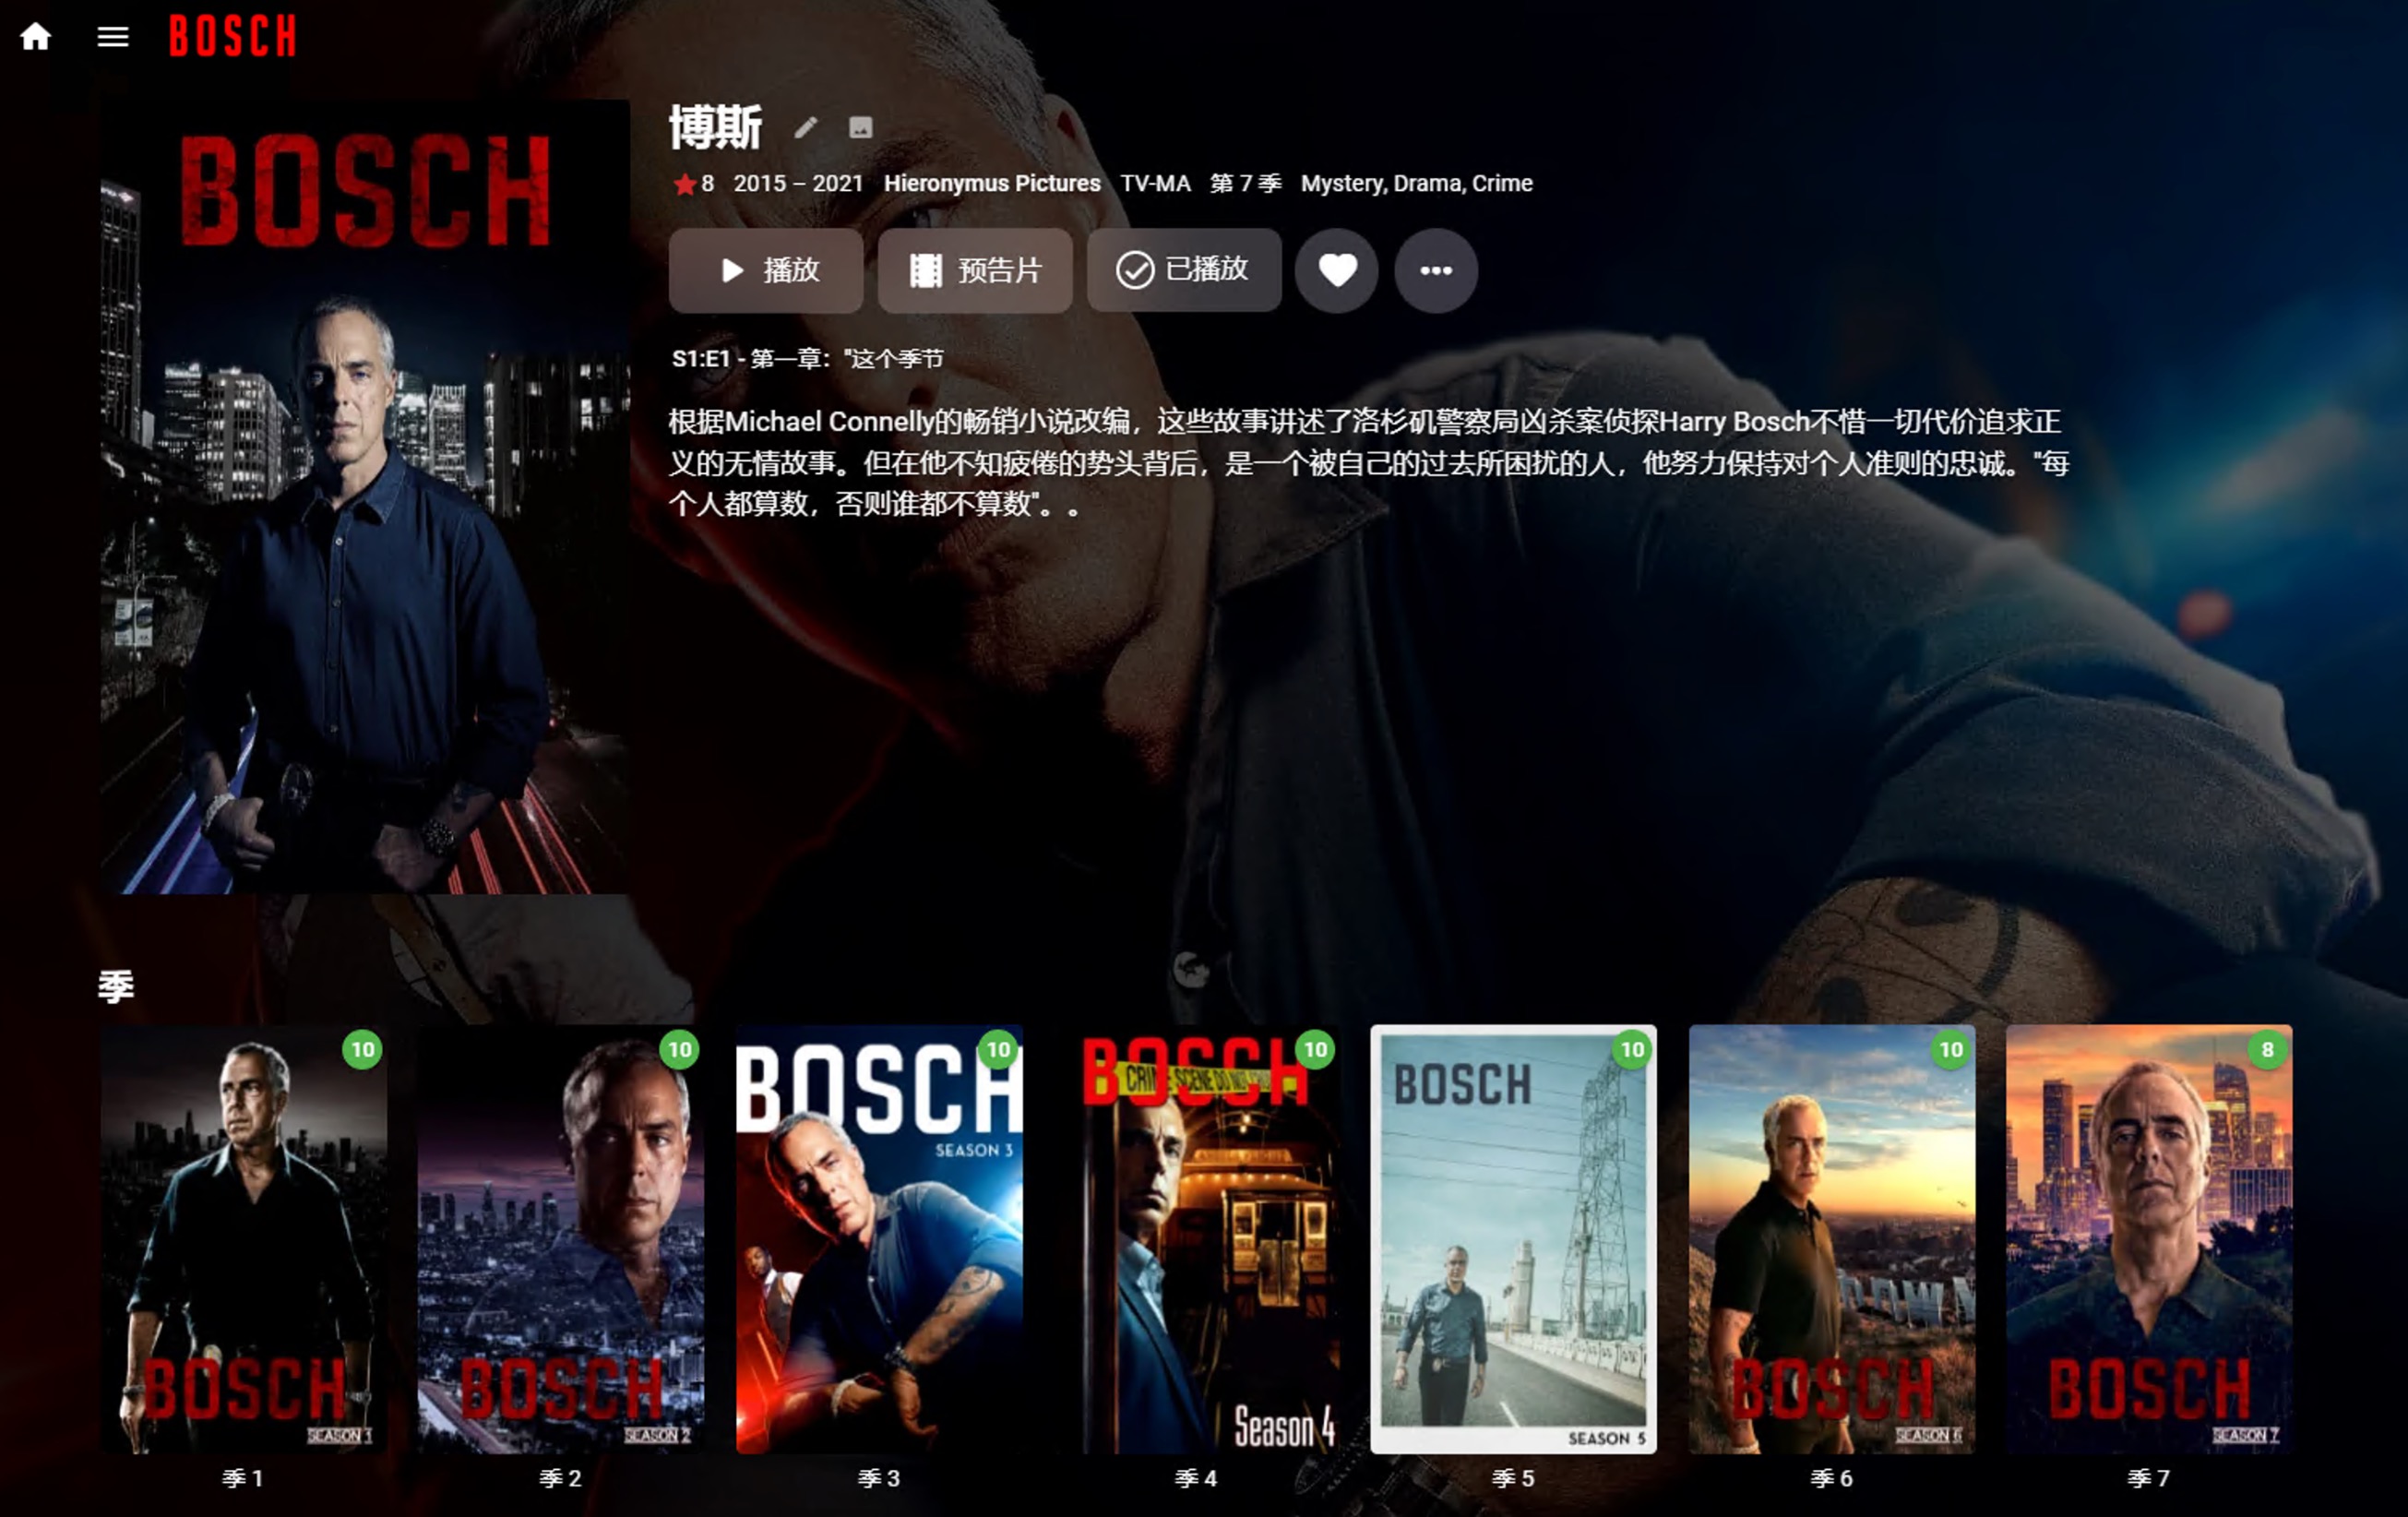 BOSCH
BOSCH
博斯
8 2015 – 2021 Hieronymus Pictures TV-MA 第 7 季 Mystery, Drama, Crime
播放 预告片 已播放
S1:E1 - 第一章："这个季节
根据Michael Connelly的畅销小说改编，这些故事讲述了洛杉矶警察局凶杀案侦探Harry Bosch不惜一切代价追求正
义的无情故事。但在他不知疲倦的势头背后，是一个被自己的过去所困扰的人，他努力保持对个人准则的忠诚。"每
个人都算数，否则谁都不算数"。。
季
10
BOSCH
SEASON 1
季 1
10
BOSCH
SEASON 2
季 2
10
BOSCH
SEASON 3
季 3
10
BOSCH
CRIME SCENE DO NOT
Season 4
季 4
10
BOSCH
SEASON 5
季 5
10
BOSCH
SEASON 6
季 6
8
BOSCH
SEASON 7
季 7